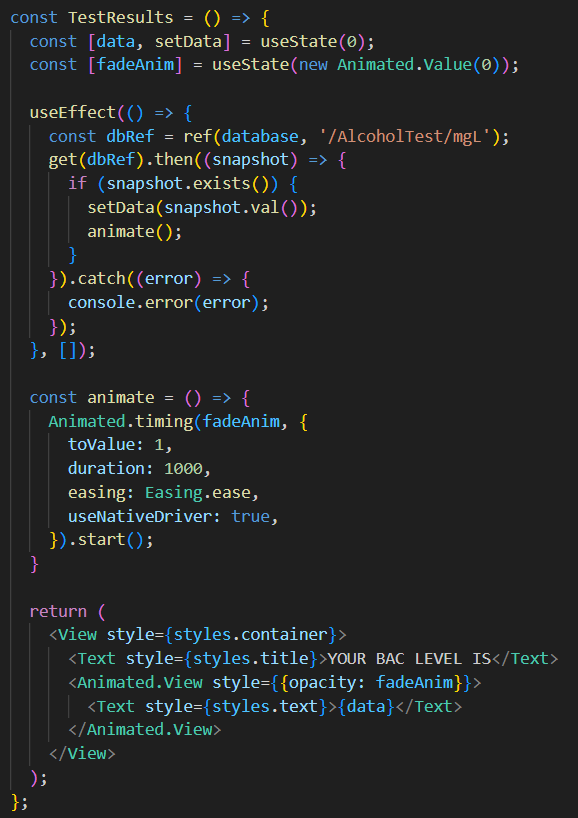 const TestResults = () => {
  const [data, setData] = useState(0);
  const [fadeAnim] = useState(new Animated.Value(0));

  useEffect(() => {
    const dbRef = ref(database, '/AlcoholTest/mgL');
    get(dbRef).then((snapshot) => {
      if (snapshot.exists()) {
        setData(snapshot.val());
        animate();
      }
    }).catch((error) => {
      console.error(error);
    });
  }, []);

  const animate = () => {
    Animated.timing(fadeAnim, {
      toValue: 1,
      duration: 1000,
      easing: Easing.ease,
      useNativeDriver: true,
    }).start();
  }

  return (
    <View style={styles.container}>
      <Text style={styles.title}>YOUR BAC LEVEL IS</Text>
      <Animated.View style={{opacity: fadeAnim}}>
        <Text style={styles.text}>{data}</Text>
      </Animated.View>
    </View>
  );
};